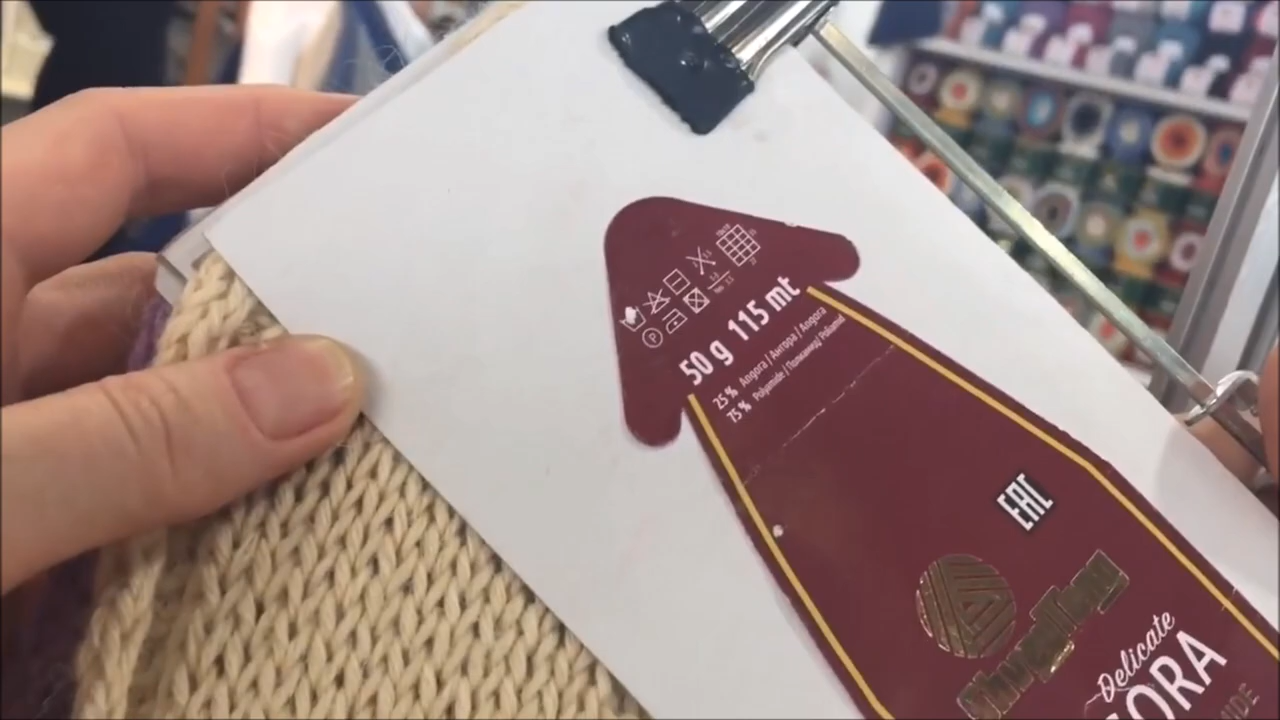 50 g 115 mt
25 % Angora / Ангора / Angora
75 % Polyamide / Полиамид / Poliamid
EAC
Delicate
ORA